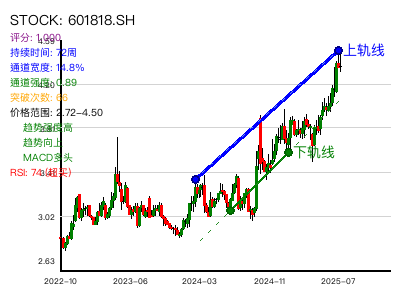 STOCK: 601818.SH
评分: 1.000
4.59
持续时间: 72周
上轨线
通道宽度: 14.8%
通道强度: 0.89
突破次数: 66
价格范围: 2.72–4.50
趋势强度高
趋势向上
下轨线
MACD多头
RSI: 74 (超买)
3.02
2.63
2022–10
2023–06
2024–03
2024–11
2025–07